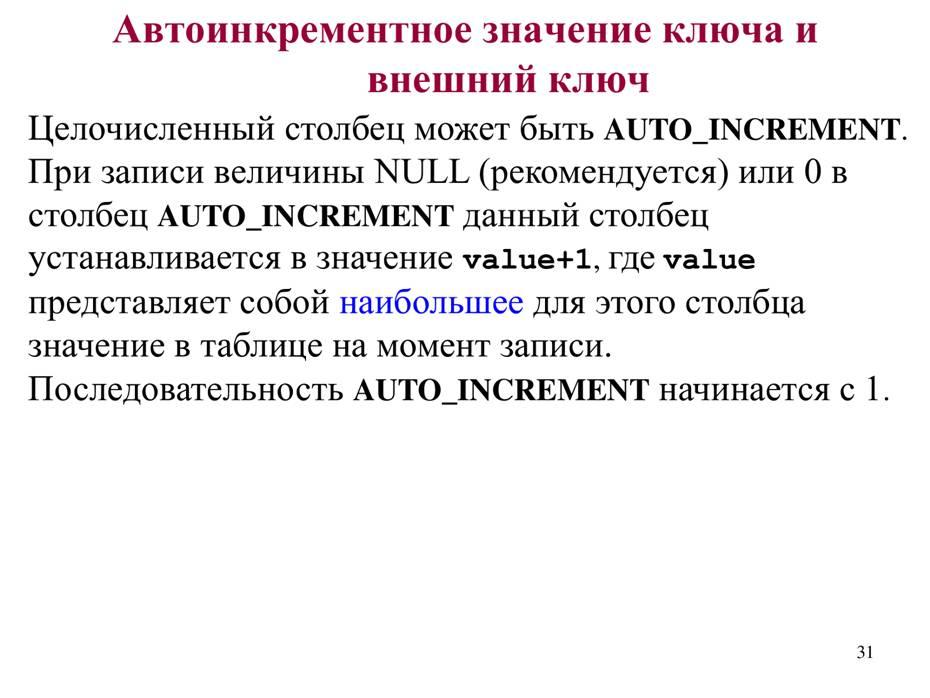 Автоинкрементное значение ключа и
внешний ключ
Целочисленный столбец может быть AUTO_INCREMENT.
При записи величины NULL (рекомендуется) или 0 в
столбец AUTO_INCREMENT данный столбец
устанавливается в значение value+1, где value
представляет собой наибольшее для этого столбца
значение в таблице на момент записи.
Последовательность AUTO_INCREMENT начинается с 1.
31